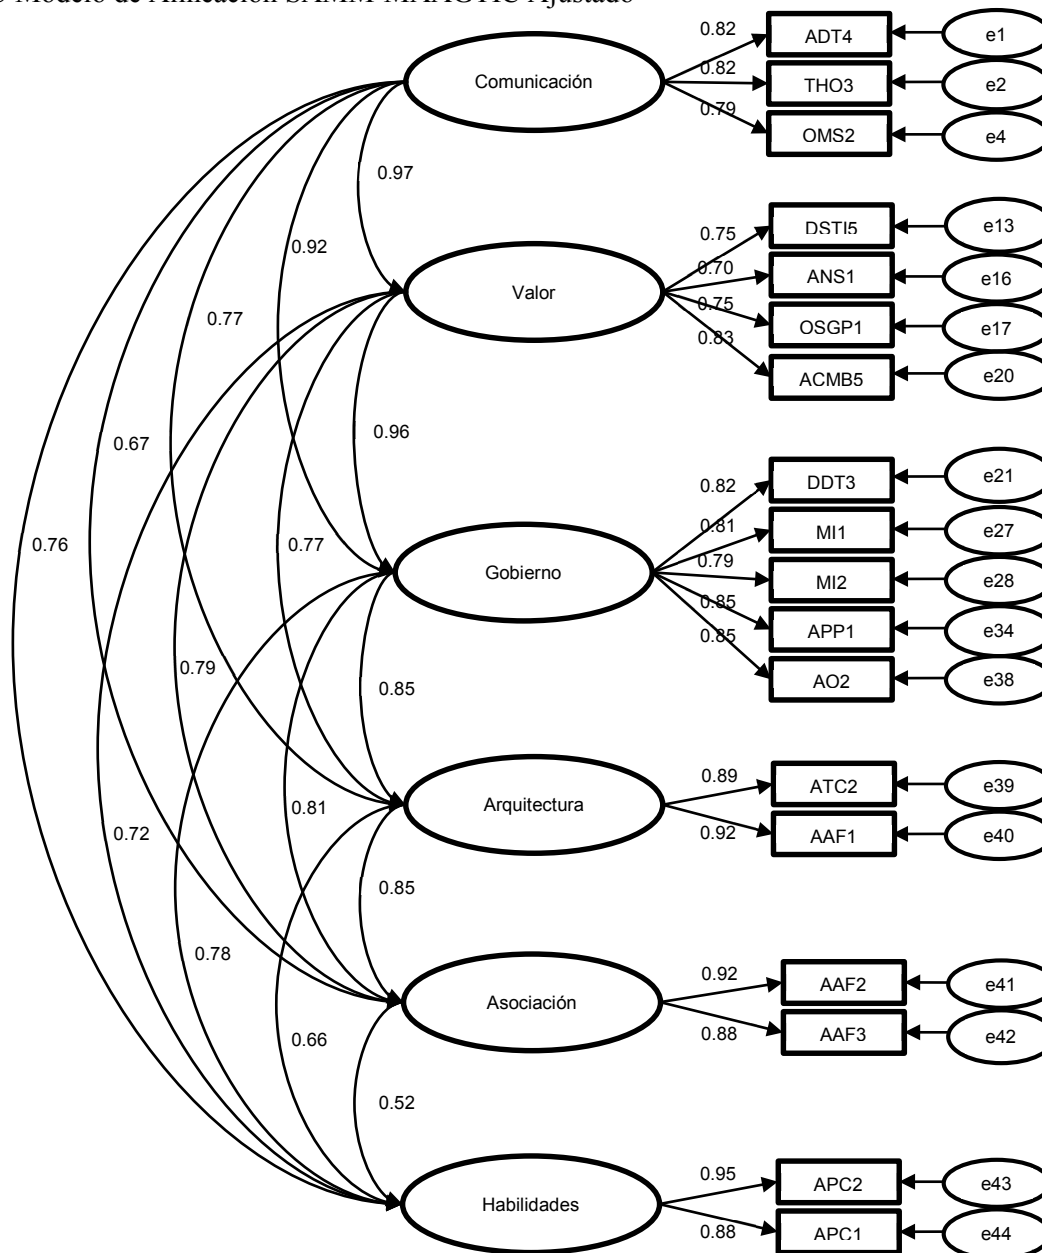 Modelo de Alineación SAMM-MAAGTIC Ajustado
0.82 ADT4 e1
Comunicación 0.82 THO3 e2
0.79 OMS2 e4
0.97
0.75 DSTI5 e13
0.92
0.70 ANS1 e16
Valor
0.75 OSGP1 e17
0.77
0.83 ACMB5 e20
0.96
0.67
0.82 DDT3 e21
0.81 MI1 e27
0.76 0.77
0.79 MI2 e28
Gobierno
0.85 APP1 e34
0.79
0.85 AO2 e38
0.85
0.89 ATC2 e39
Arquitectura
0.81
0.72
0.92 AAF1 e40
0.85
0.78
0.92 AAF2 e41
Asociación
0.88 AAF3 e42
0.66
0.52
0.95 APC2 e43
Habilidades
0.88 APC1 e44